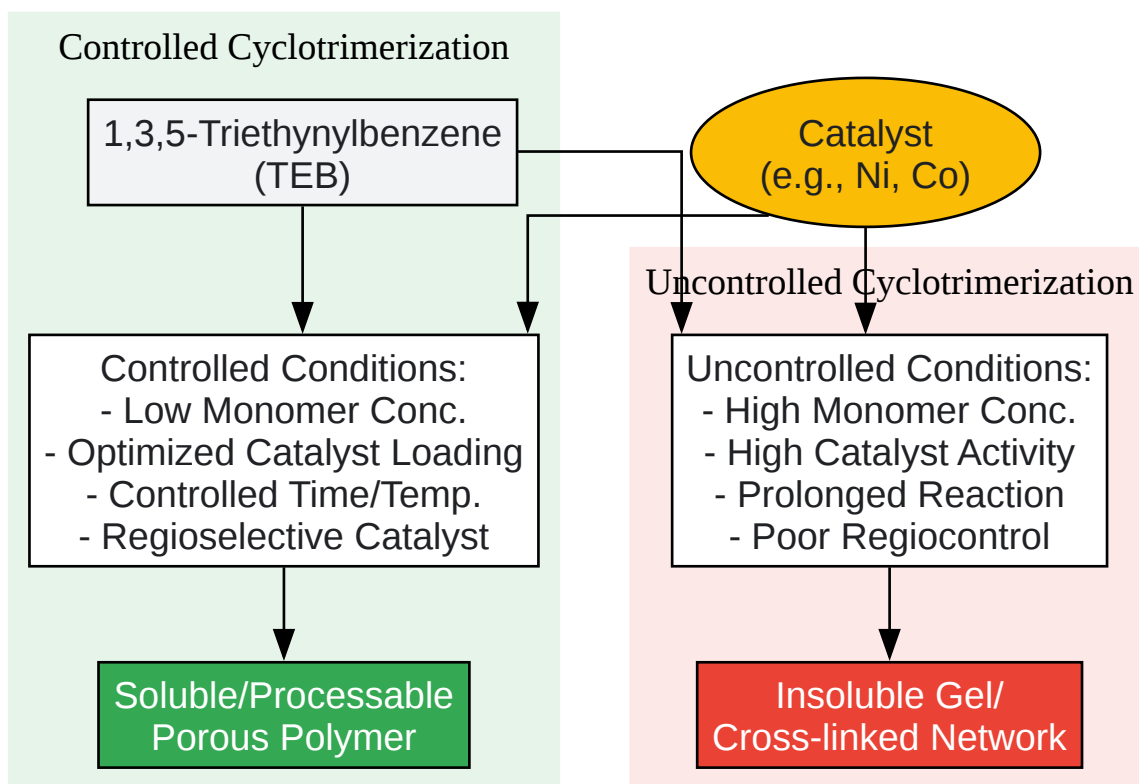 Controlled Cyclotrimerization
1,3,5-Triethynylbenzene
(TEB)
Catalyst
(e.g., Ni, Co)
Uncontrolled Cyclotrimerization
Controlled Conditions:
- Low Monomer Conc.
- Optimized Catalyst Loading
- Controlled Time/Temp.
- Regioselective Catalyst
Uncontrolled Conditions:
- High Monomer Conc.
- High Catalyst Activity
- Prolonged Reaction
- Poor Regiocontrol
Soluble/Processable
Porous Polymer
Insoluble Gel/
Cross-linked Network